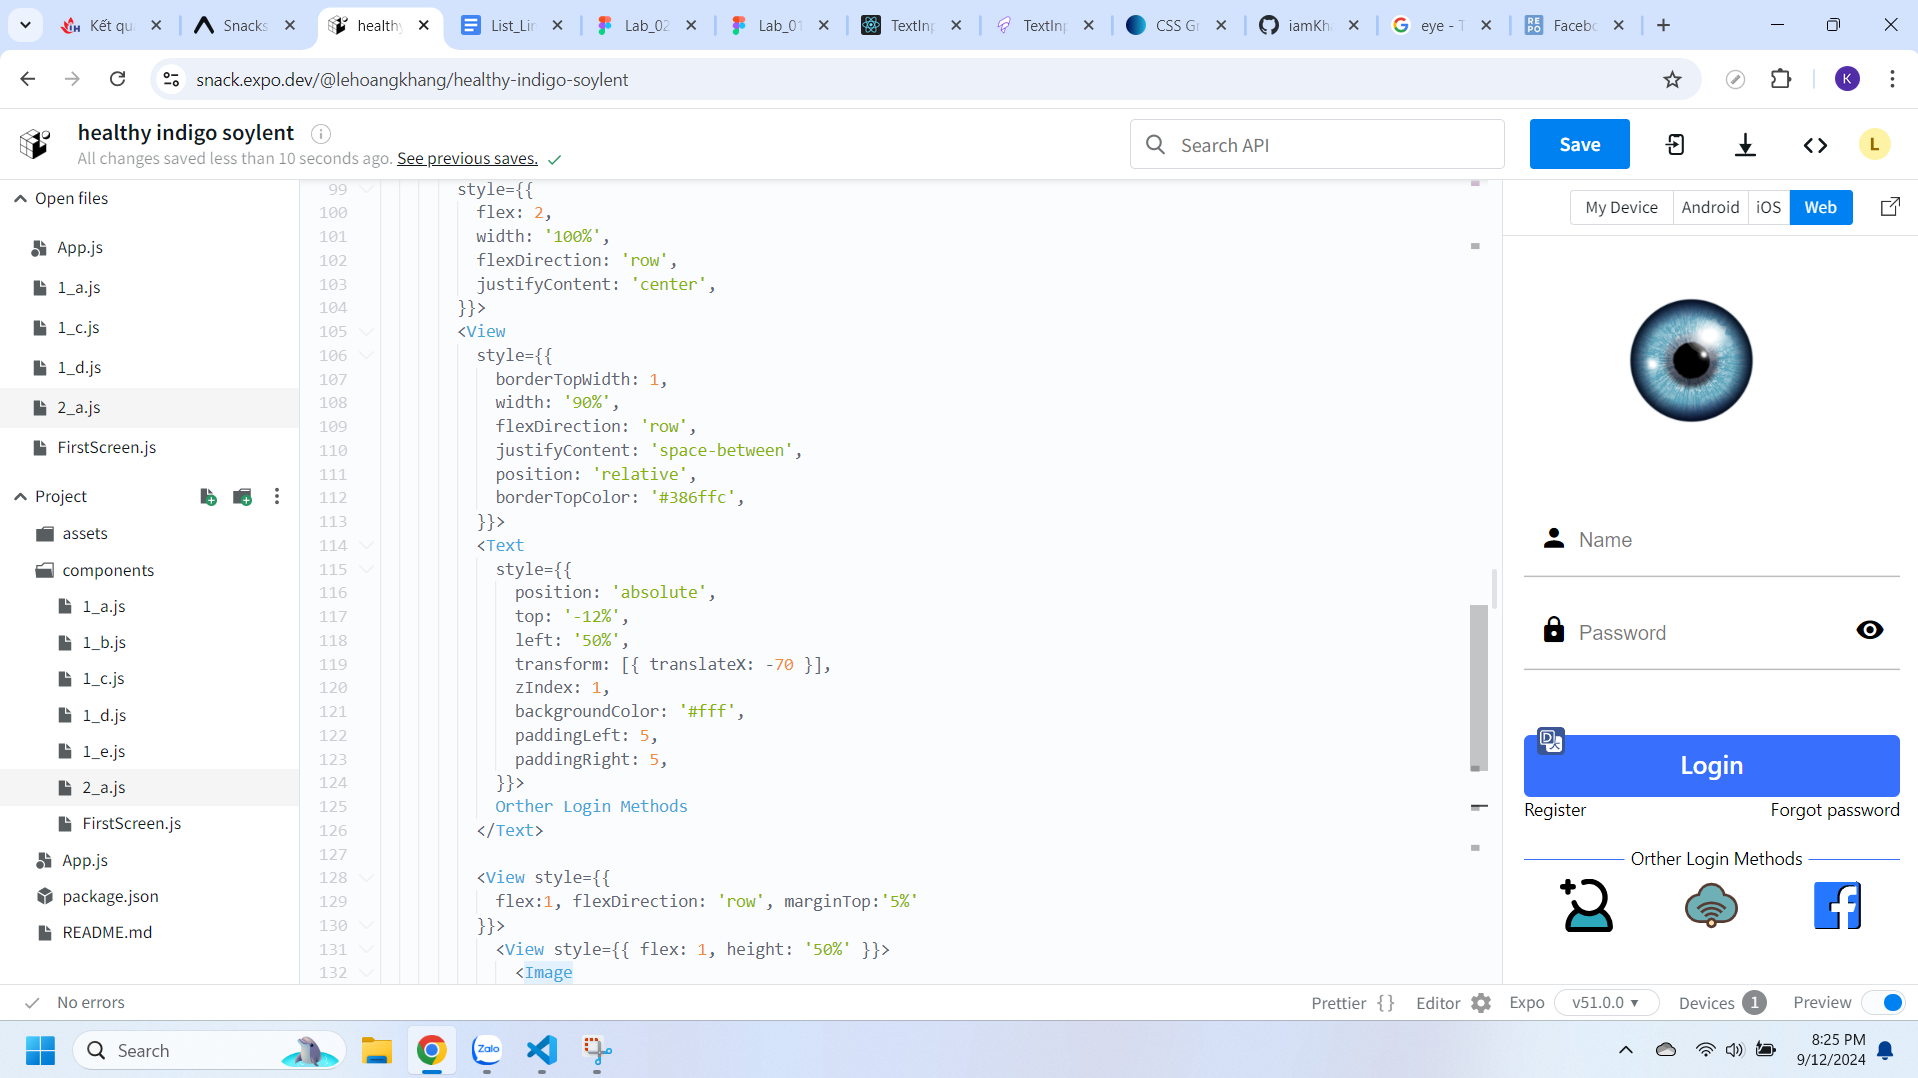 Kết qu
Snacks
healthy
List_Lin
Lab_02
Lab_01
TextInp
TextInp
CSS Gr
iamKha
eye - T
Facebo
snack.expo.dev/@lehoangkhang/healthy-indigo-soylent
K
healthy indigo soylent
All changes saved less than 10 seconds ago. See previous saves.
Search API
Save
L
Open files
App.js
1_a.js
1_c.js
1_d.js
2_a.js
FirstScreen.js
Project
assets
components
1_a.js
1_b.js
1_c.js
1_d.js
1_e.js
2_a.js
FirstScreen.js
App.js
package.json
README.md
99 style={{
100 flex: 2,
101 width: '100%',
102 flexDirection: 'row',
103 justifyContent: 'center',
104 }}>
105 <View
106 style={{
107 borderTopWidth: 1,
108 width: '90%',
109 flexDirection: 'row',
110 justifyContent: 'space-between',
111 position: 'relative',
112 borderTopColor: '#386ffc',
113 }}>
114 <Text
115 style={{
116 position: 'absolute',
117 top: '-12%',
118 left: '50%',
119 transform: [{ translateX: -70 }],
120 zIndex: 1,
121 backgroundColor: '#fff',
122 paddingLeft: 5,
123 paddingRight: 5,
124 }}>
125 Orther Login Methods
126 </Text>
127
128 <View style={{
129 flex:1, flexDirection: 'row', marginTop:'5%'
130 }}>
131 <View style={{ flex: 1, height: '50%' }}>
132 <Image
My Device
Android
iOS
Web
Name
Password
Login
Register
Forgot password
Orther Login Methods
No errors
Prettier { }
Editor
Expo
v51.0.0
Devices 1
Preview
Search
Zalo
8:25 PM
9/12/2024